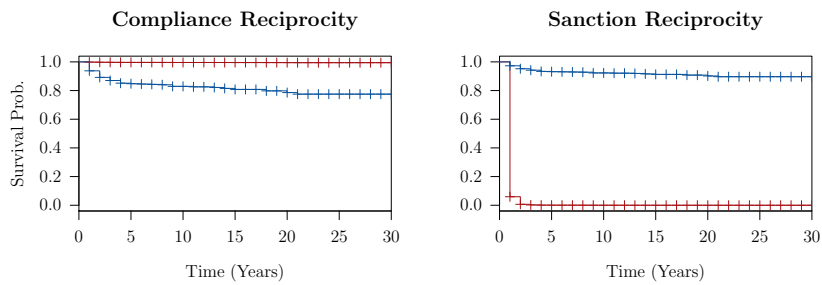 Compliance Reciprocity
Survival Prob.
1.0
0.8
0.6
0.4
0.2
0.0
0 5 10 15 20 25 30
Time (Years)
Sanction Reciprocity
1.0
0.8
0.6
0.4
0.2
0.0
0 5 10 15 20 25 30
Time (Years)